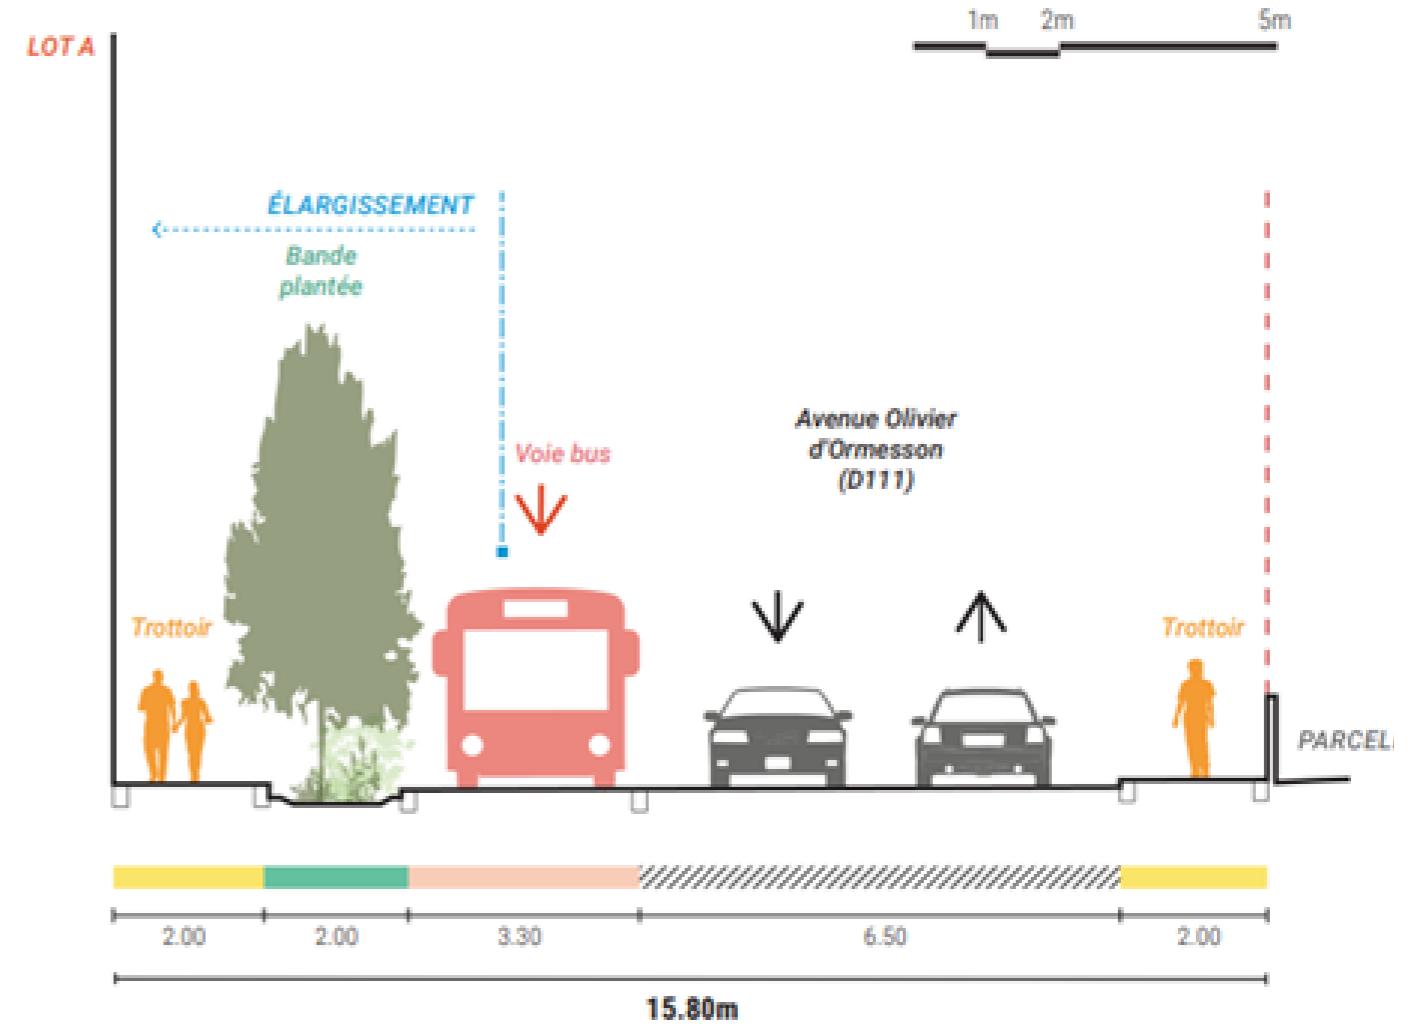 1m 2m 5m
LOT A
ÉLARGISSEMENT
Bande
plantée
Avenue Olivier
d'Ormesson
(D111)
Voie bus
Trottoir
Trottoir
PARCEL
2.00 2.00 3.30 6.50 2.00
15.80m